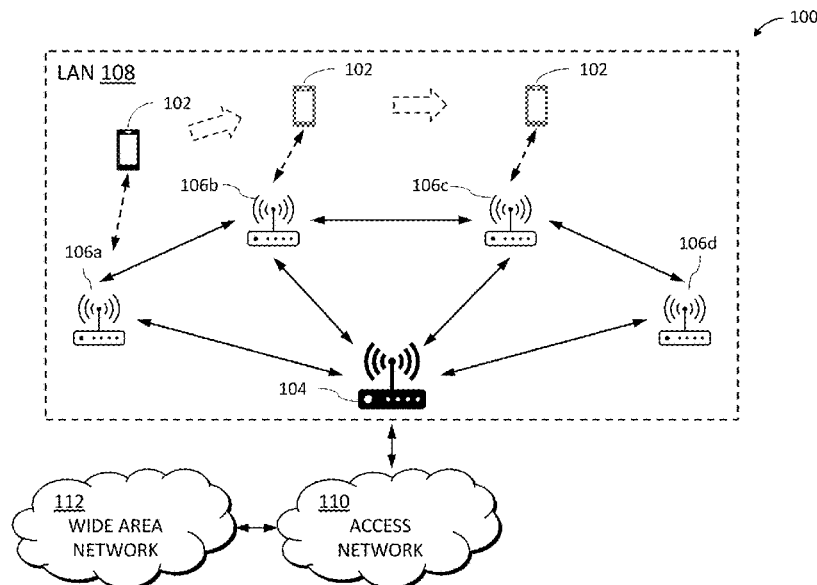 100
LAN 108
102
102
102
106b
106c
106a
106d
104
112
WIDE AREA
NETWORK
110
ACCESS
NETWORK